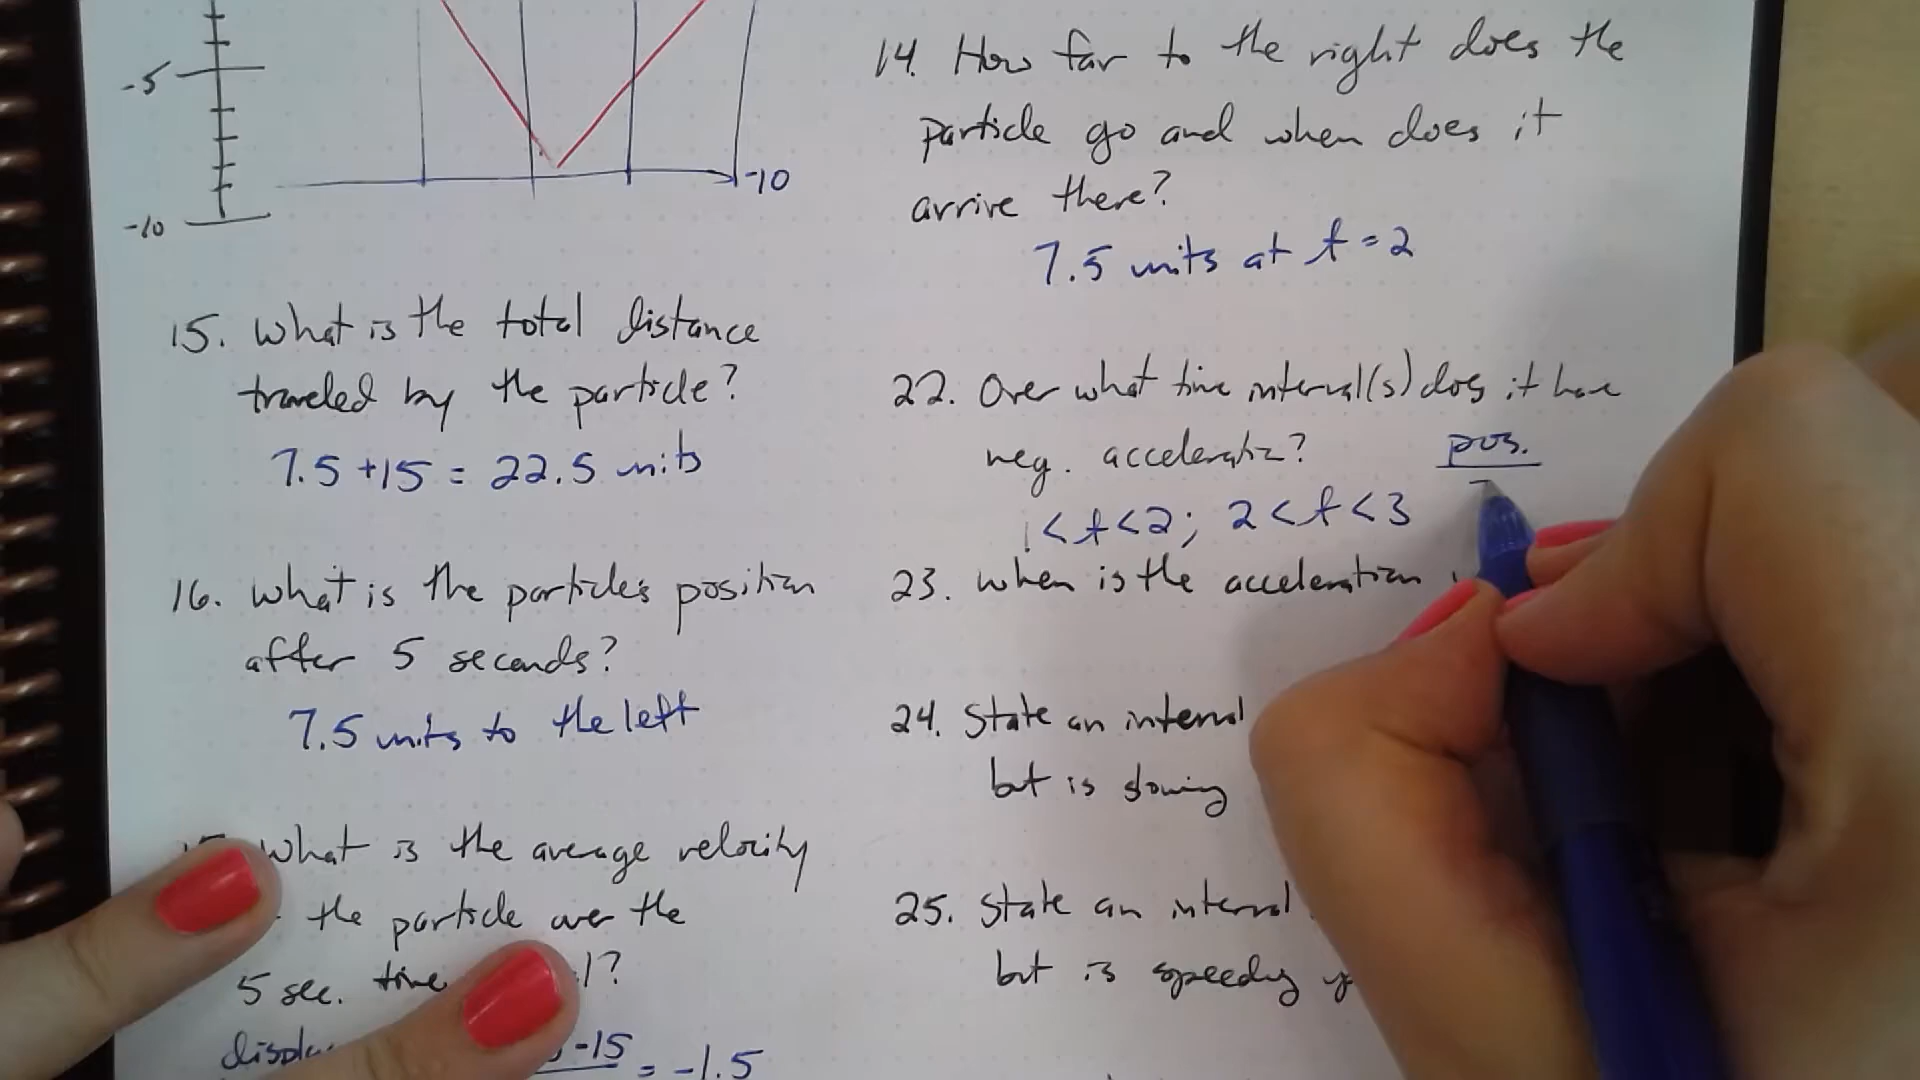 -5
-10
-10
15. What is the total distance
traveled by the particle?
7.5 + 15 = 22.5 units
16. What is the particle's position
after 5 seconds?
7.5 units to the left
What is the average velocity
the particle over the
5 sec. time
-15
= -1.5
14. How far to the right does the
particle go and when does it
arrive there?
7.5 units at t = 2
22. Over what time interval(s) does it have
neg. acceleration?
pos.
1 < t < 2; 2 < t < 3
23. When is the acceleration
24. State an interval
but is slowing
25. State an interval
but is speeding